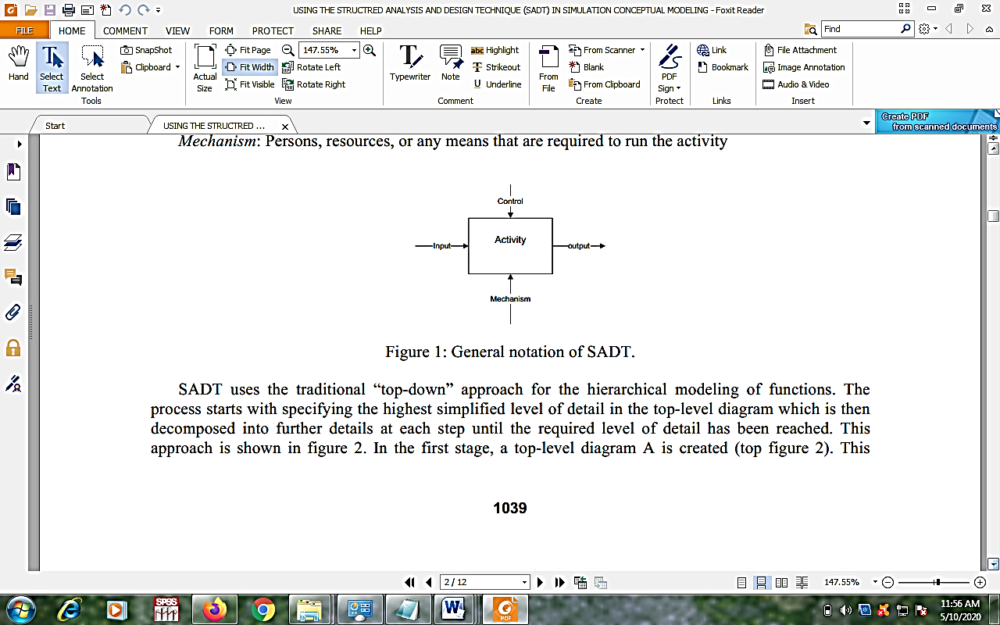 USING THE STRUCTRED ANALYSIS AND DESIGN TECHNIQUE (SADT) IN SIMULATION CONCEPTUAL MODELING - Foxit Reader
FILE HOME COMMENT VIEW FORM PROTECT SHARE HELP Find
Hand
Select Text
Select Annotation
SnapShot
Clipboard
Tools
Actual Size
Fit Page
Fit Width
Fit Visible
147.55%
Rotate Left
Rotate Right
View
Typewriter
Note
abc Highlight
T Strikeout
U Underline
Comment
From File
From Scanner
Blank
From Clipboard
Create
PDF Sign
Protect
Link
Bookmark
Links
File Attachment
Image Annotation
Audio & Video
Insert
Start
USING THE STRUCTRED ...
Create PDF
from scanned documents
Mechanism: Persons, resources, or any means that are required to run the activity
Control
Activity
Input
output
Mechanism
Figure 1: General notation of SADT.
SADT uses the traditional “top-down” approach for the hierarchical modeling of functions. The
process starts with specifying the highest simplified level of detail in the top-level diagram which is then
decomposed into further details at each step until the required level of detail has been reached. This
approach is shown in figure 2. In the first stage, a top-level diagram A is created (top figure 2). This
1039
2 / 12
147.55%
SPSS
W
PDF
11:56 AM
5/10/2020